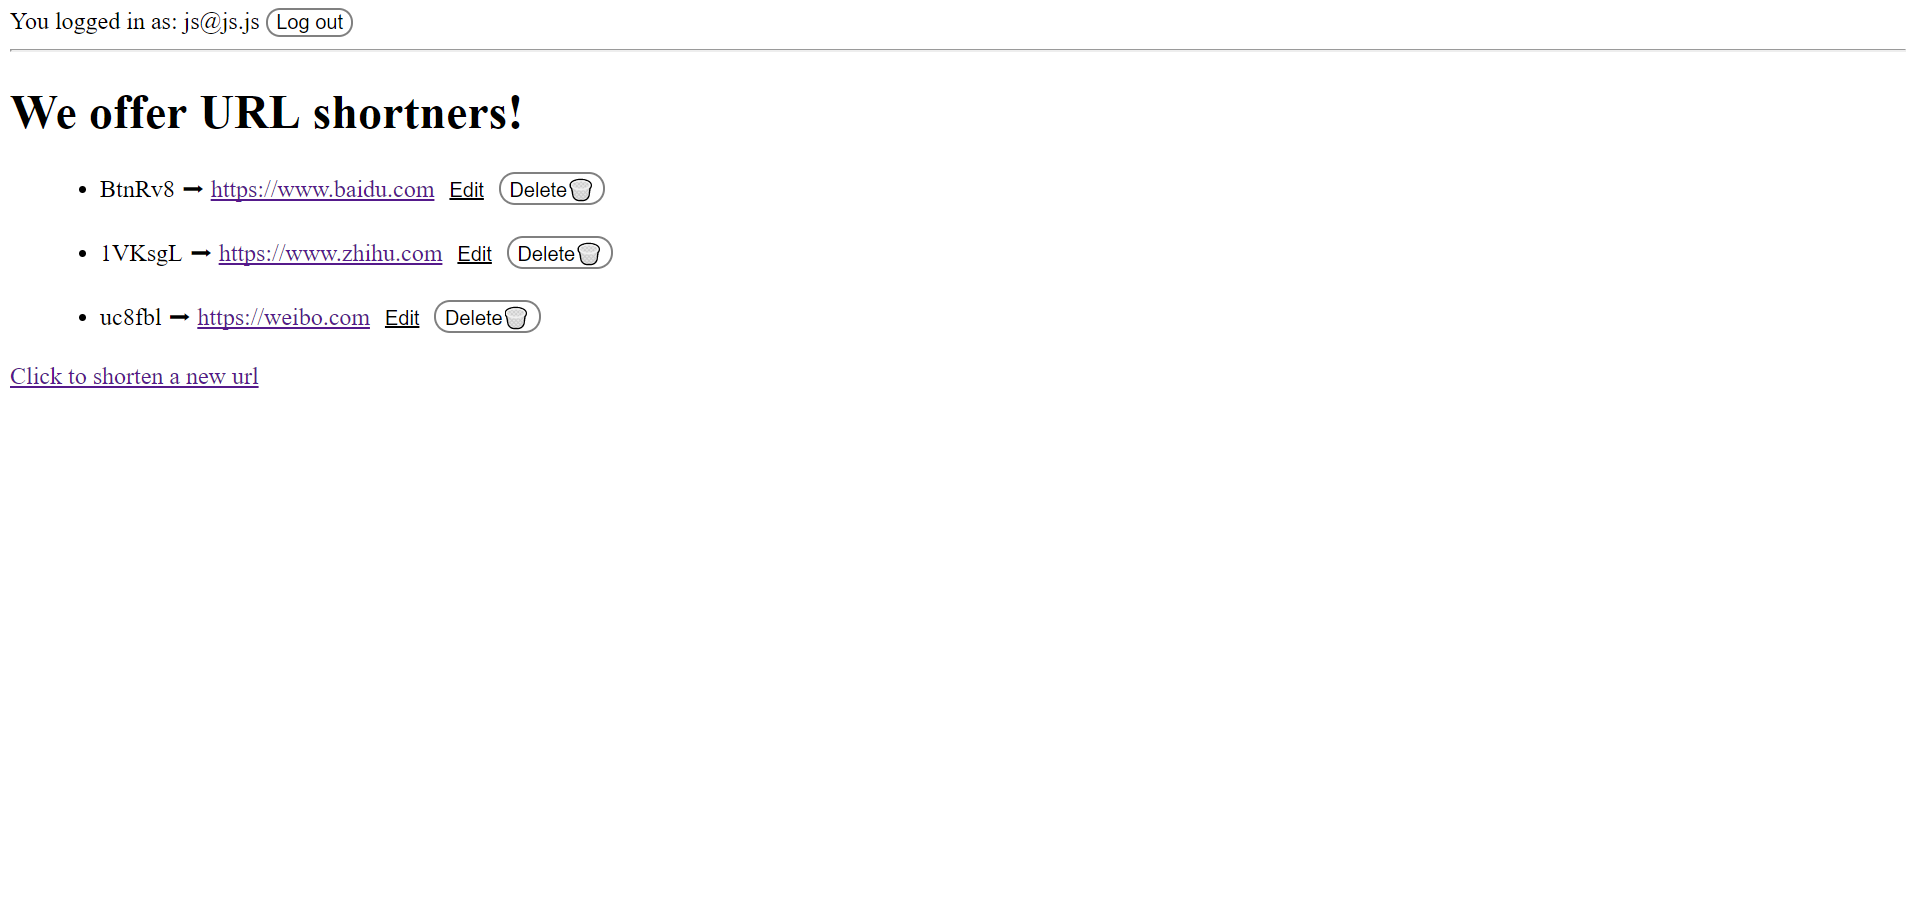 You logged in as: js@js.js Log out
We offer URL shortners!
• BtnRv8 ➞ https://www.baidu.com Edit Delete🗑
• 1VKsgL ➞ https://www.zhihu.com Edit Delete🗑
• uc8fbl ➞ https://weibo.com Edit Delete🗑
Click to shorten a new url